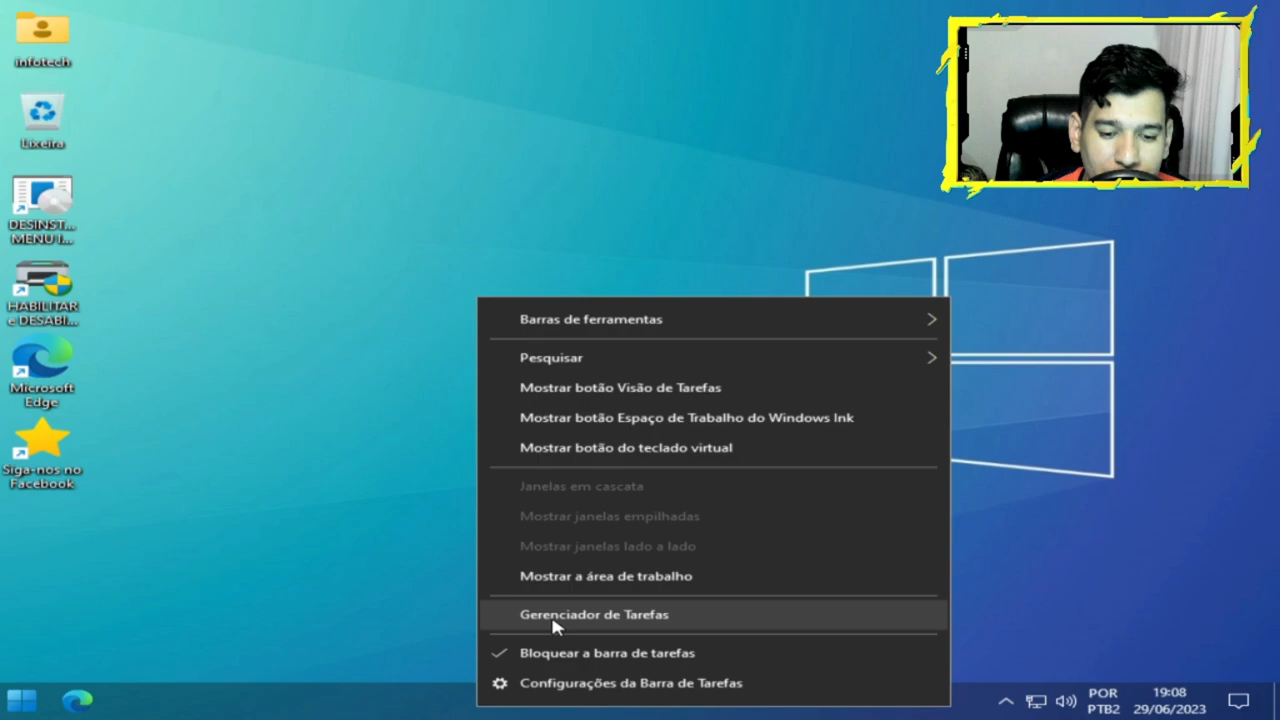 infotech
Lixeira
DESINST...
MENU I...
HABILITAR
e DESABI...
Microsoft
Edge
Siga-nos no
Facebook
Barras de ferramentas
Pesquisar
Mostrar botão Visão de Tarefas
Mostrar botão Espaço de Trabalho do Windows Ink
Mostrar botão do teclado virtual
Janelas em cascata
Mostrar janelas empilhadas
Mostrar janelas lado a lado
Mostrar a área de trabalho
Gerenciador de Tarefas
Bloquear a barra de tarefas
Configurações da Barra de Tarefas
POR
PTB2
19:08
29/06/2023